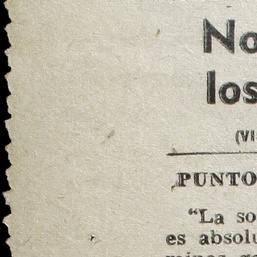 No
los
(VI
PUNTO
"La so
es absolu